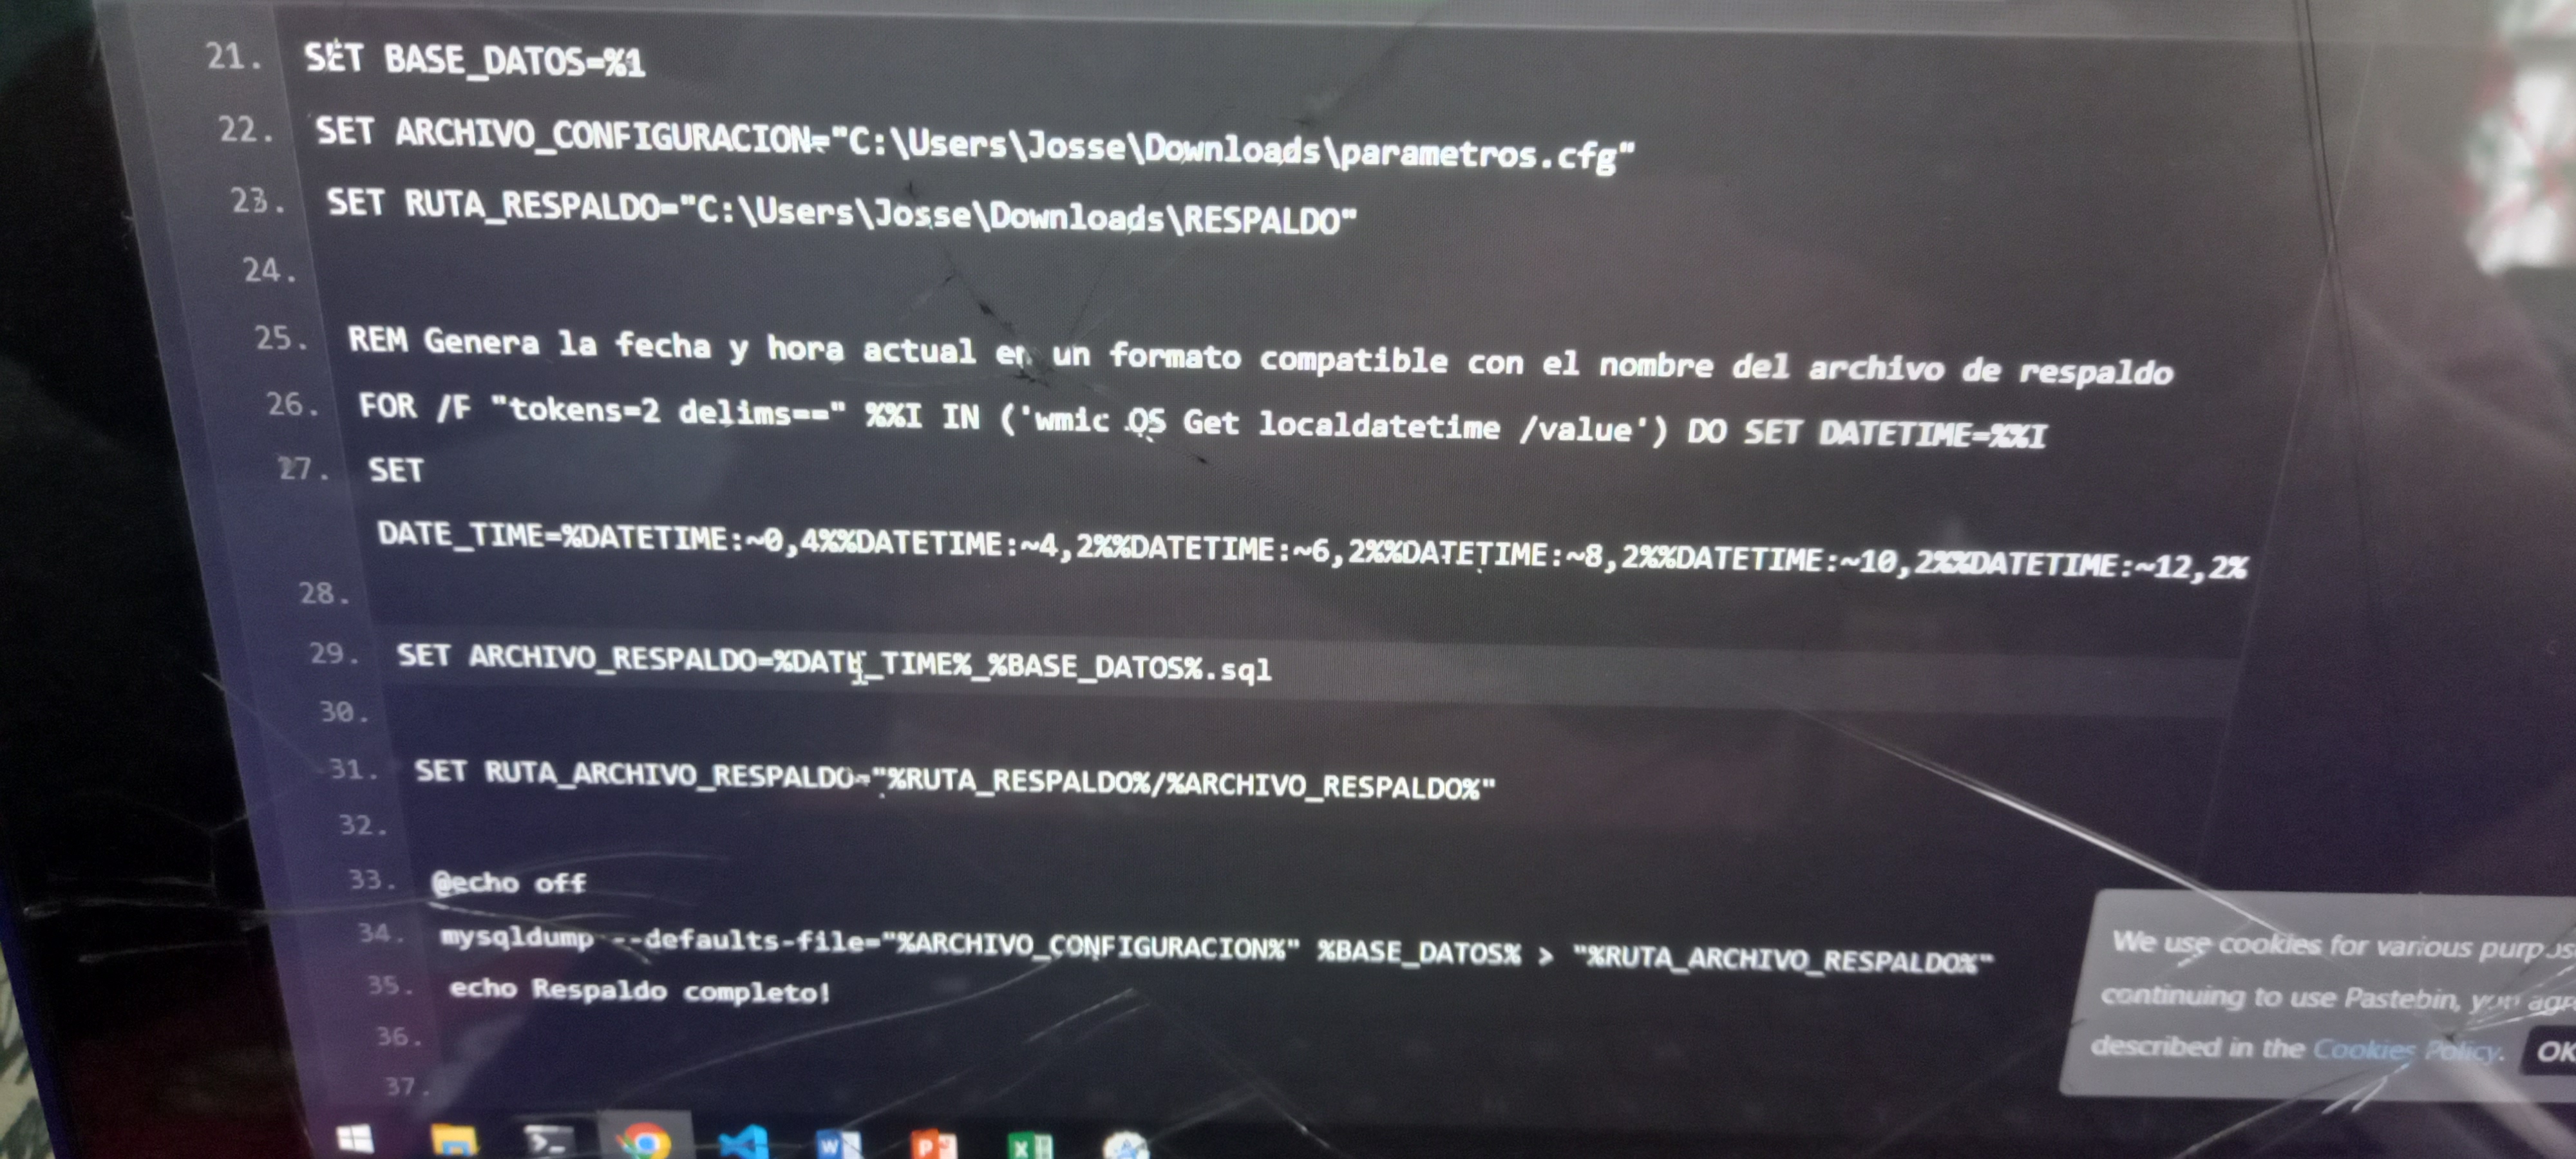 21. SET BASE_DATOS=%1
22. SET ARCHIVO_CONFIGURACION="C:\Users\Josse\Downloads\parametros.cfg"
23. SET RUTA_RESPALDO="C:\Users\Josse\Downloads\RESPALDO"
24.
25. REM Genera la fecha y hora actual en un formato compatible con el nombre del archivo de respaldo
26. FOR /F "tokens=2 delims==" %%I IN ('wmic OS Get localdatetime /value') DO SET DATETIME=%%I
27. SET
DATE_TIME=%DATETIME:~0,4%%DATETIME:~4,2%%DATETIME:~6,2%%DATETIME:~8,2%%DATETIME:~10,2%%DATETIME:~12,2%
28.
29. SET ARCHIVO_RESPALDO=%DATE_TIME%_%BASE_DATOS%.sql
30.
31. SET RUTA_ARCHIVO_RESPALDO="%RUTA_RESPALDO%/%ARCHIVO_RESPALDO%"
32.
33. @echo off
34. mysqldump --defaults-file="%ARCHIVO_CONFIGURACION%" %BASE_DATOS% > "%RUTA_ARCHIVO_RESPALDO%"
35. echo Respaldo completo!
36.
37.
We use cookies for various
continuing to use Pastebin, you
described in the Cookies Policy. OK